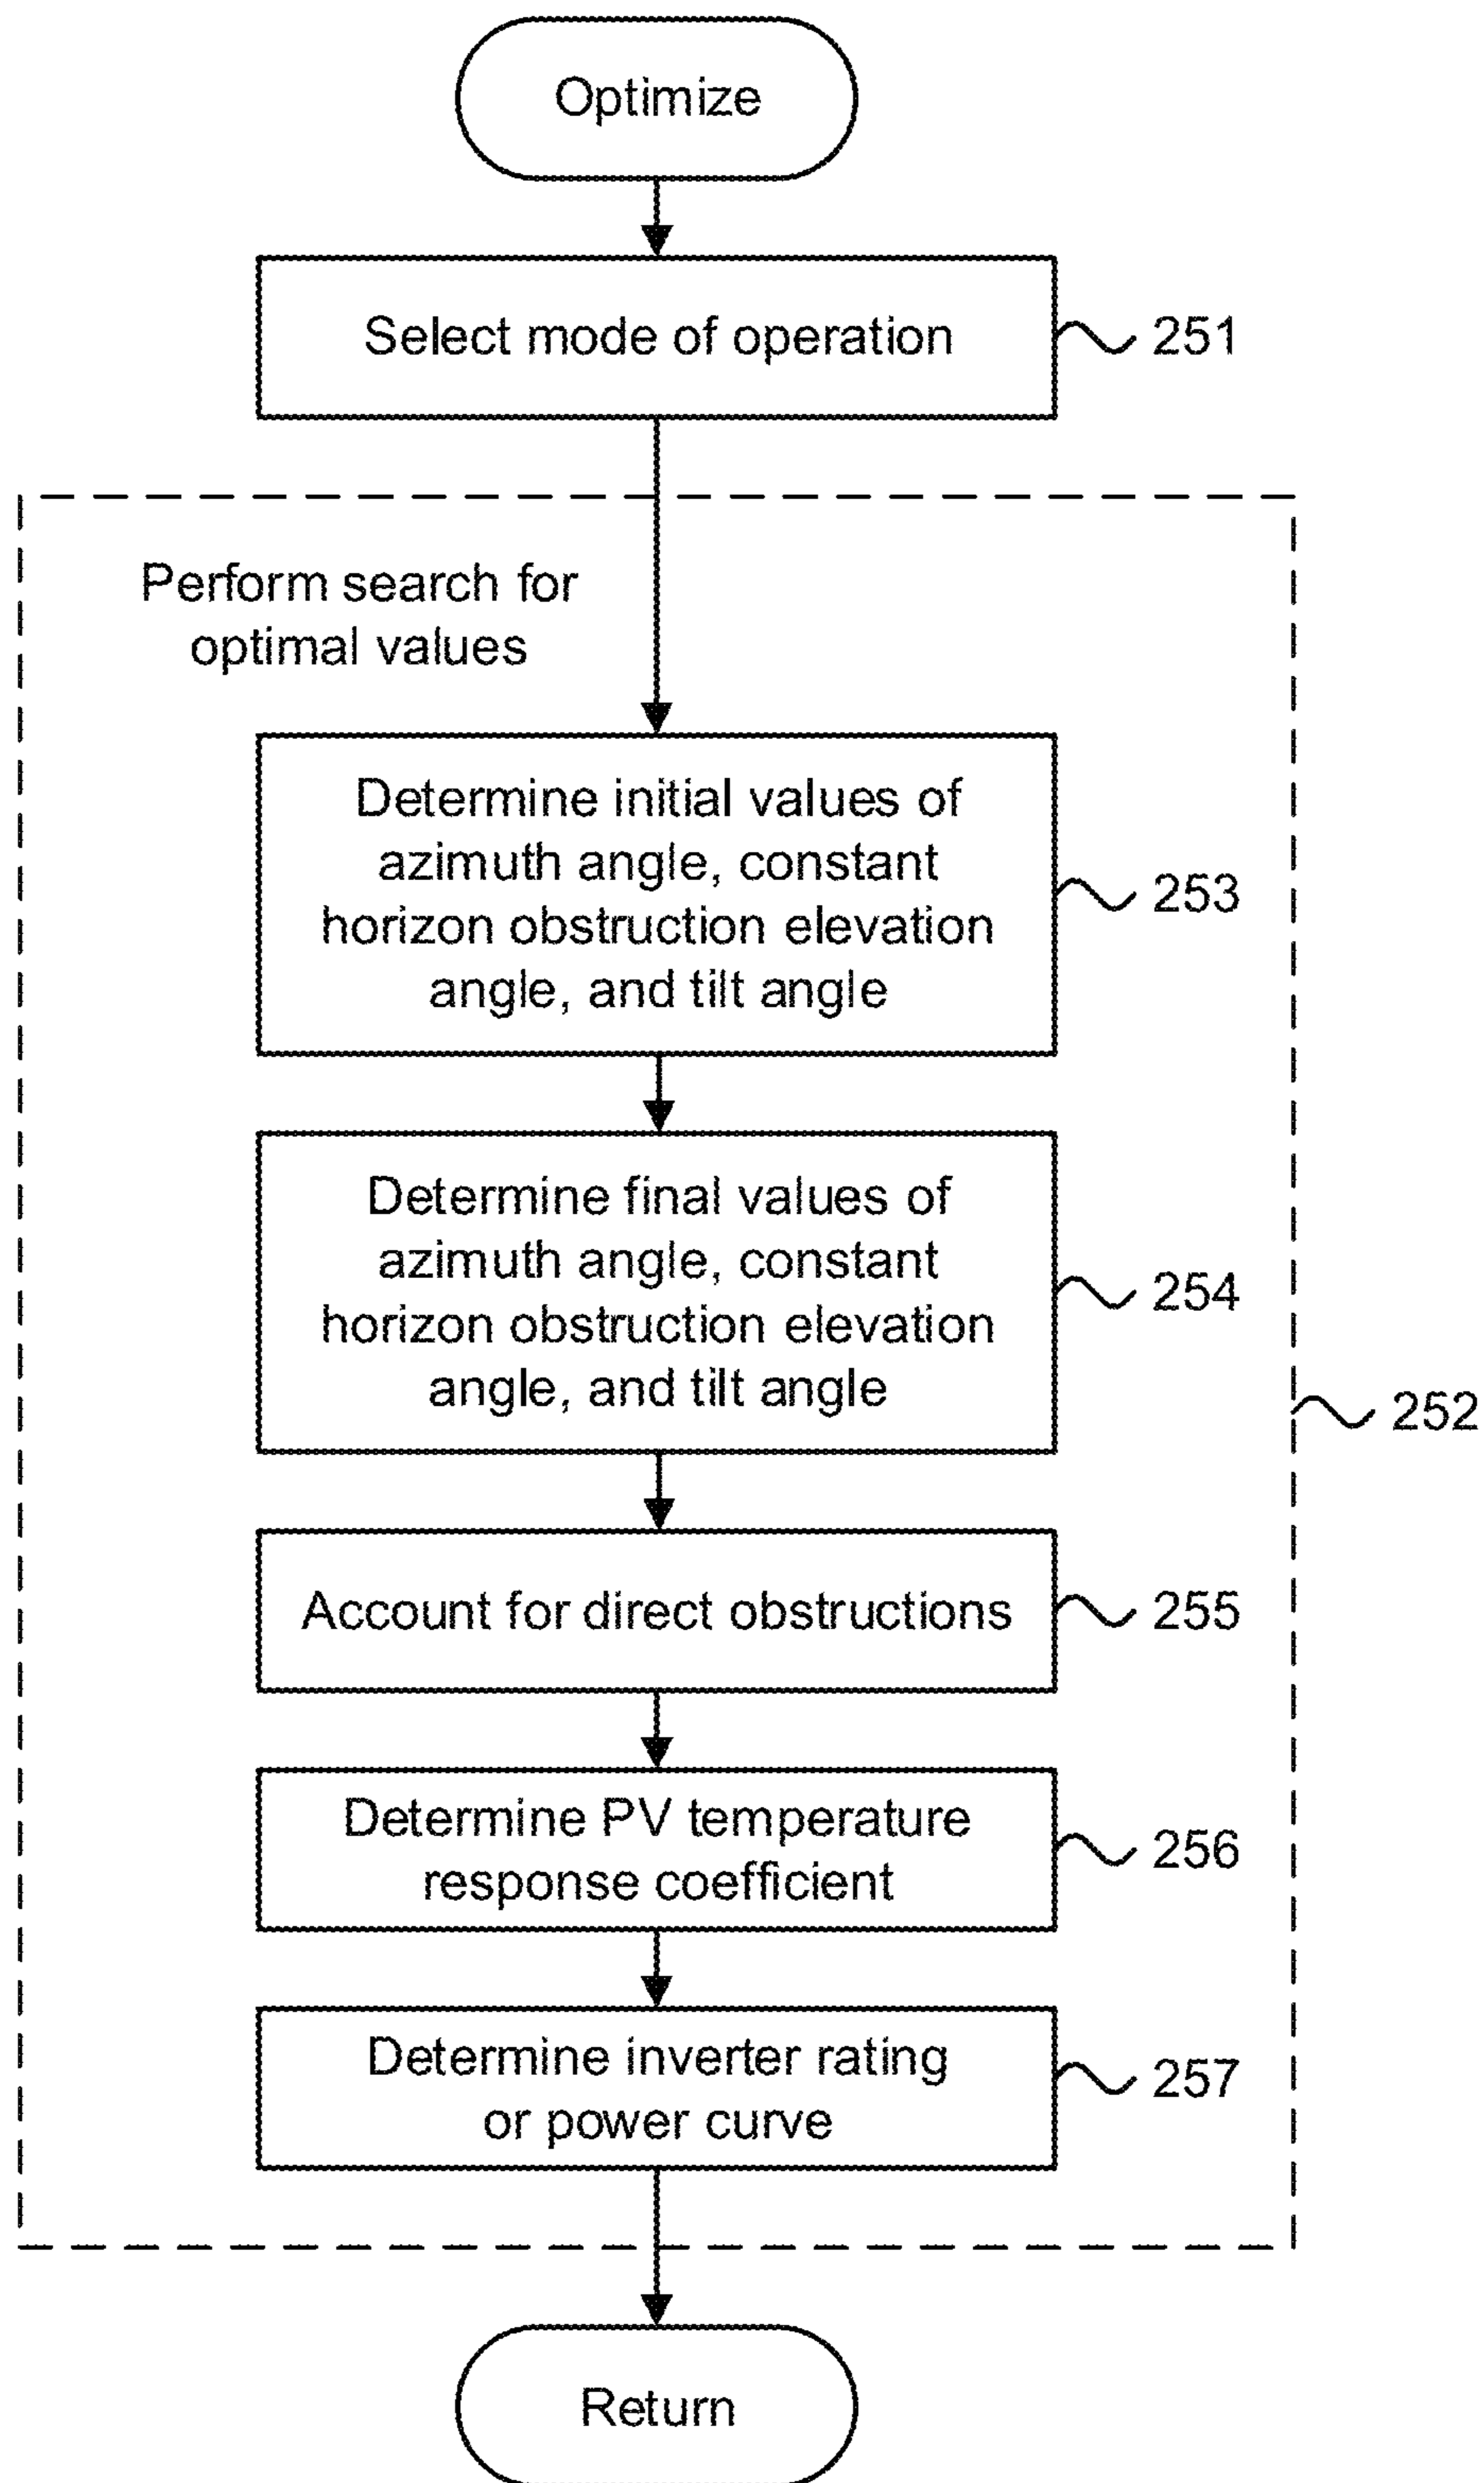 Optimize
Select mode of operation
251
Perform search for
optimal values
Determine initial values of
azimuth angle, constant
horizon obstruction elevation
angle, and tilt angle
253
Determine final values of
azimuth angle, constant
horizon obstruction elevation
angle, and tilt angle
254
252
Account for direct obstructions
255
Determine PV temperature
response coefficient
256
Determine inverter rating
or power curve
257
Return